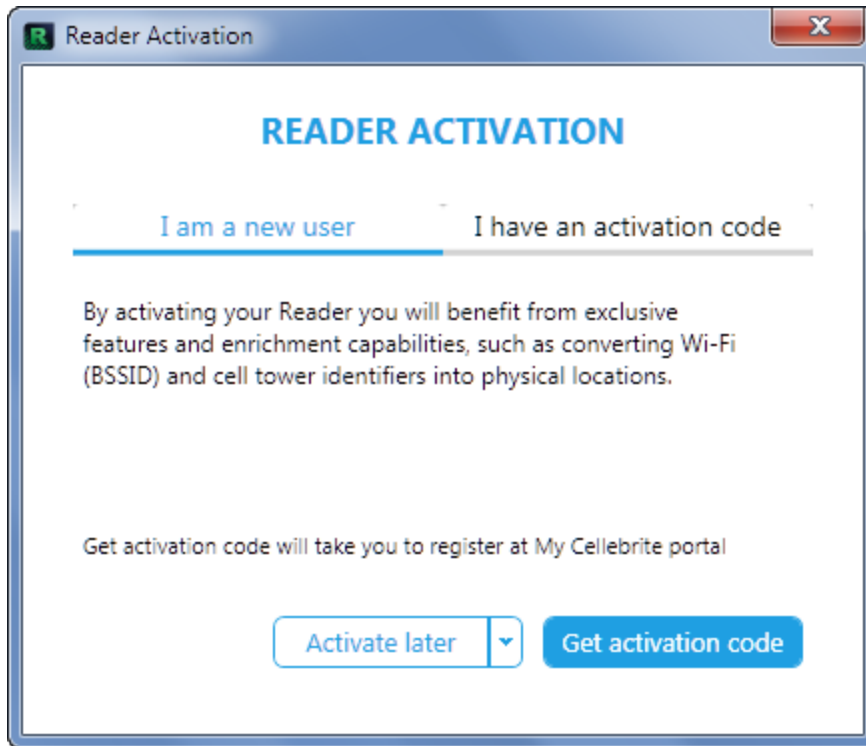 Reader Activation
READER ACTIVATION
I am a new user
I have an activation code
By activating your Reader you will benefit from exclusive
features and enrichment capabilities, such as converting Wi-Fi
(BSSID) and cell tower identifiers into physical locations.
Get activation code will take you to register at My Cellebrite portal
Activate later
Get activation code